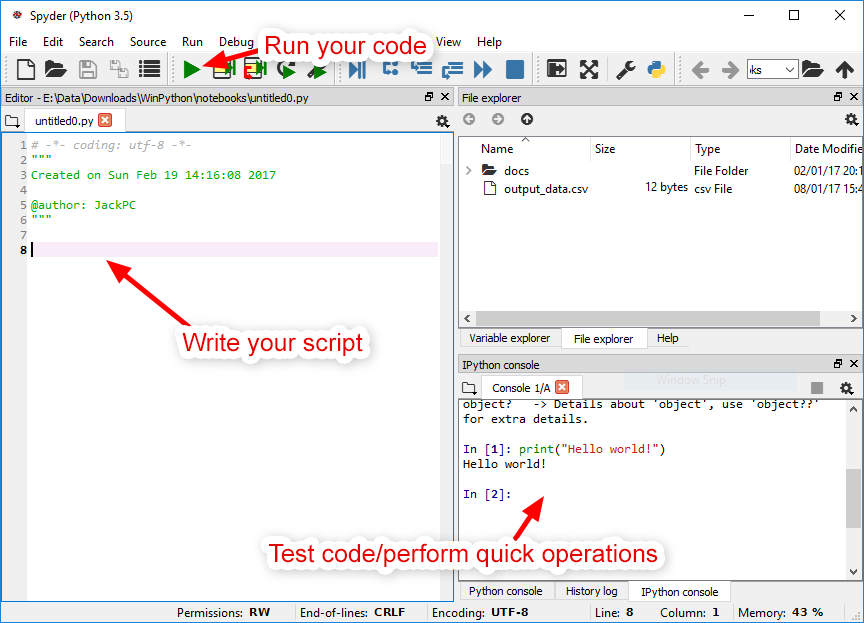 Spyder (Python 3.5)
File Edit Search Source Run Debug View Help
Run your code
ks
Editor - E:\Data\Downloads\WinPython\notebooks\untitled0.py
untitled0.py
1 # -*- coding: utf-8 -*-
2 """
3 Created on Sun Feb 19 14:16:08 2017
4
5 @author: JackPC
6 """
7
8
Write your script
File explorer
Name Size Type Date Modifie
docs File Folder 02/01/17 20:1
output_data.csv 12 bytes csv File 08/01/17 15:4
Variable explorer File explorer Help
IPython console
Window Snip
Console 1/A
object? -> Details about 'object', use 'object??'
for extra details.
In [1]: print("Hello world!")
Hello world!
In [2]:
Test code/perform quick operations
Python console History log IPython console
Permissions: RW End-of-lines: CRLF Encoding: UTF-8 Line: 8 Column: 1 Memory: 43 %